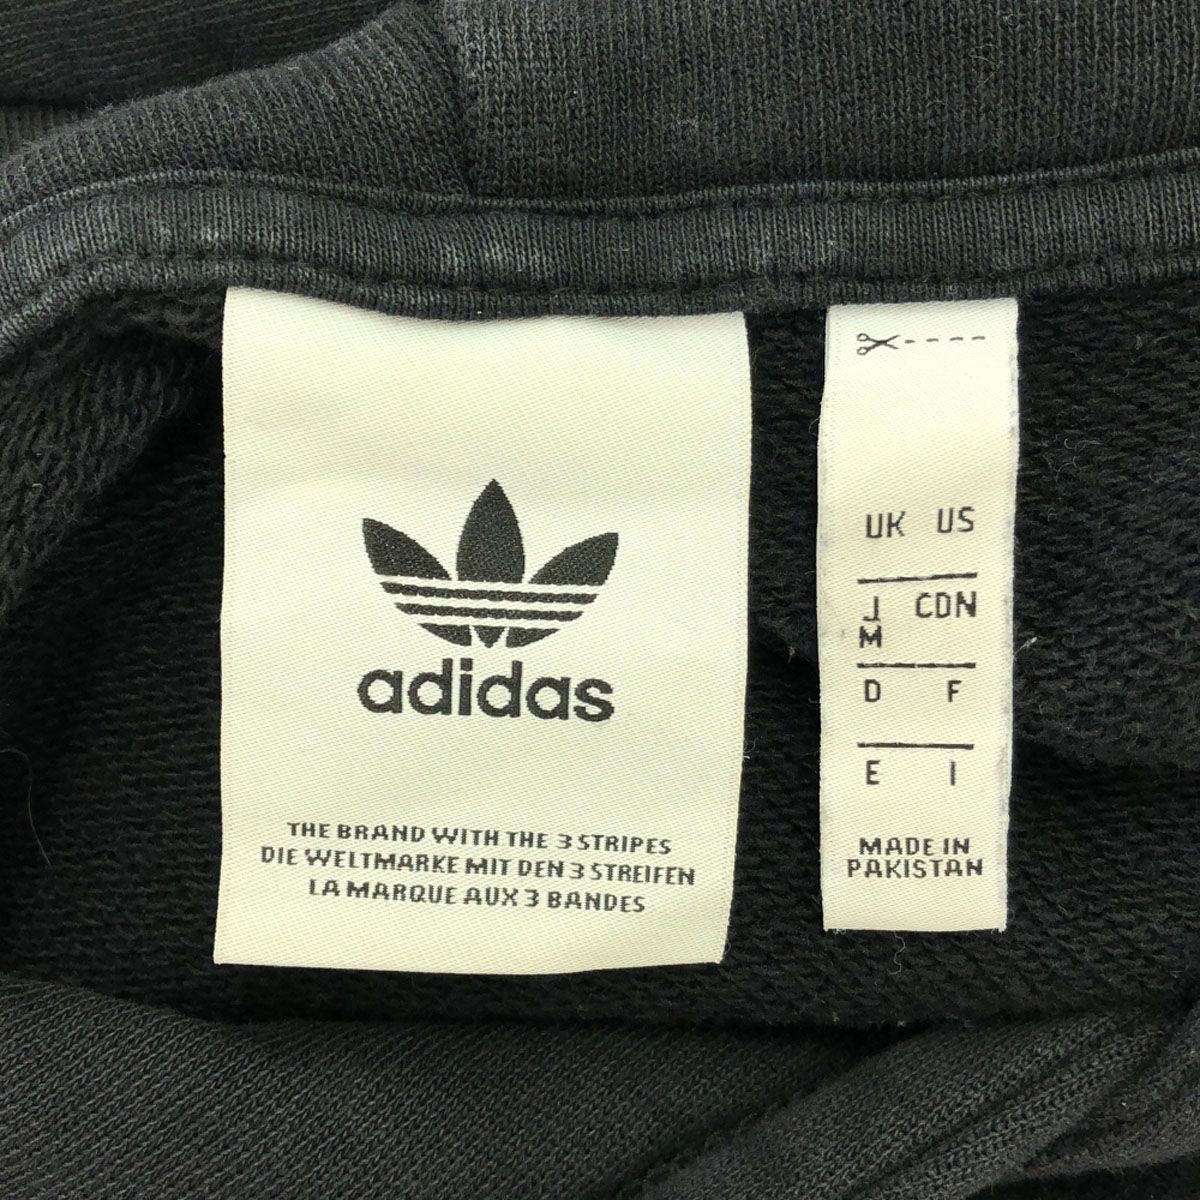 adidas
THE BRAND WITH THE 3 STRIPES
DIE WELTMARKE MIT DEN 3 STREIFEN
LA MARQUE AUX 3 BANDES
UK US
J CDN
M
D F
E I
MADE IN
PAKISTAN